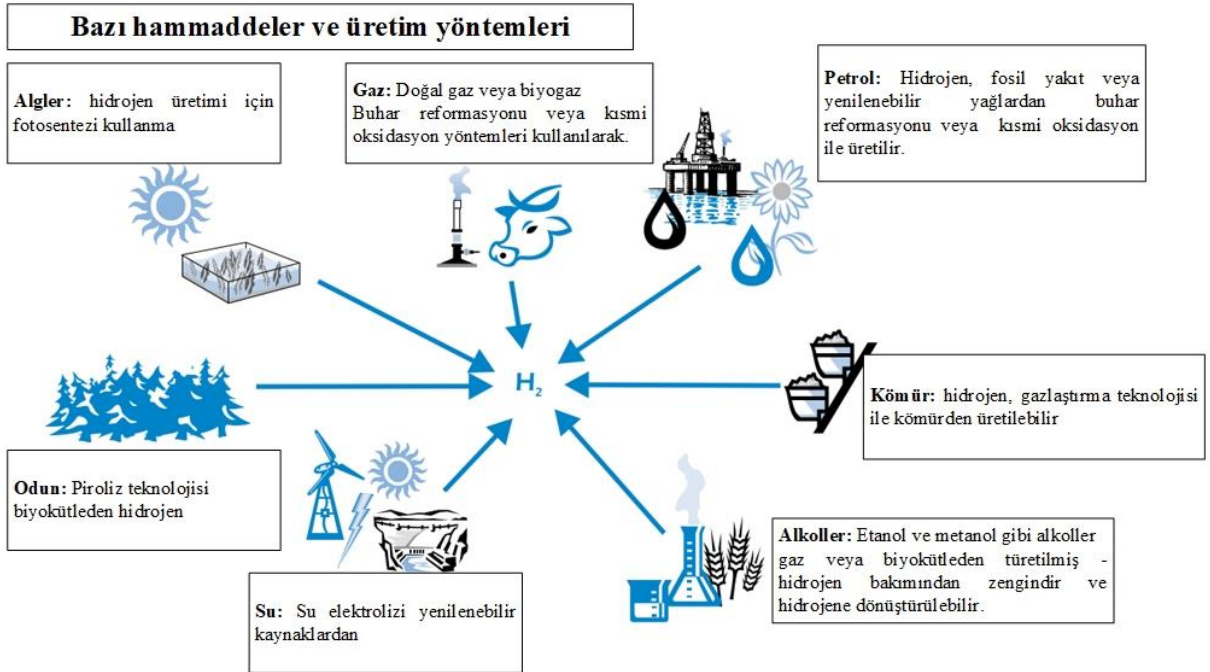 Bazı hammaddeler ve üretim yöntemleri
Algler: hidrojen üretimi için
fotosentezi kullanma
Gaz: Doğal gaz veya biyogaz
Buhar reformasyonu veya kısmi
oksidasyon yöntemleri kullanılarak.
Petrol: Hidrojen, fosil yakıt veya
yenilenebilir yağlardan buhar
reformasyonu veya kısmi oksidasyon
ile üretilir.
H₂
Kömür: hidrojen, gazlaştırma teknolojisi
ile kömürden üretilebilir
Odun: Piroliz teknolojisi
biyokütleden hidrojen
Su: Su elektrolizi yenilenebilir
kaynaklardan
Alkoller: Etanol ve metanol gibi alkoller
gaz veya biyokütleden türetilmiş -
hidrojen bakımından zengindir ve
hidrojene dönüştürülebilir.